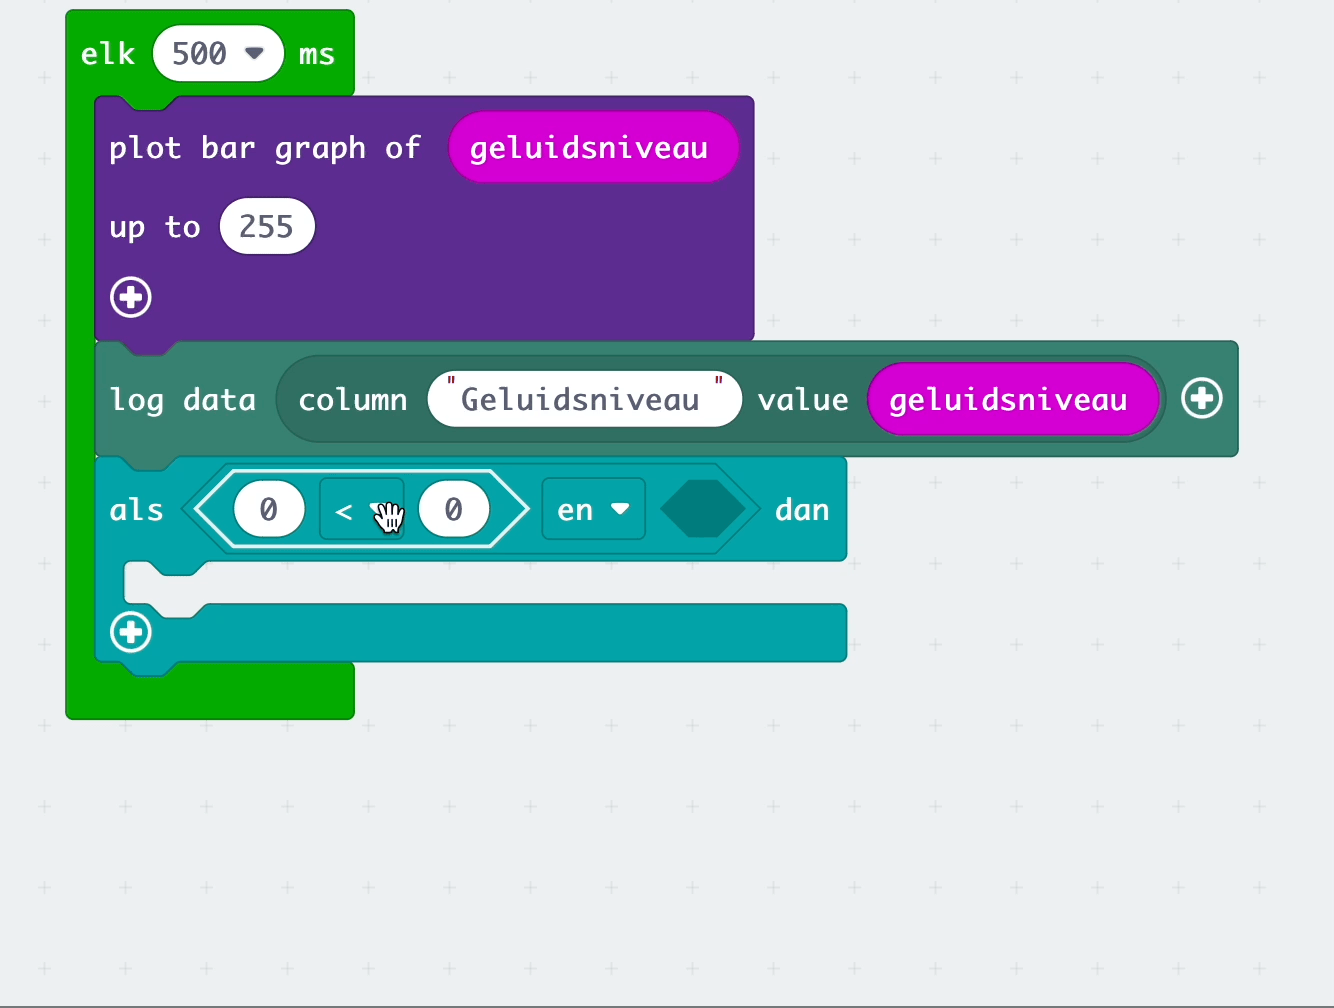 elk 500 ms
plot bar graph of geluidsniveau
up to 255
log data column "Geluidsniveau" value geluidsniveau
als 0 < 0 en dan